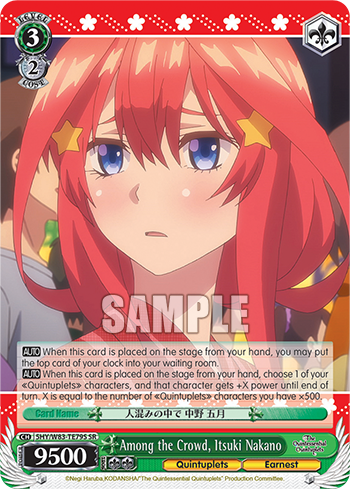 LEVEL
3
2
COST
SAMPLE
AUTO When this card is placed on the stage from your hand, you may put
the top card of your clock into your waiting room.
AUTO When this card is placed on the stage from your hand, choose 1 of your
«Quintuplets» characters, and that character gets +X power until end of
turn. X is equal to the number of «Quintuplets» characters you have ×500.
Card Name 人混みの中で 中野 五月
CH 5HY/W83-TE79S SR
Among the Crowd, Itsuki Nakano
The Quintessential Quintuplets
POWER 9500
Quintuplets Earnest
©Negi Haruba,KODANSHA/"The Quintessential Quintuplets" Production Committee.